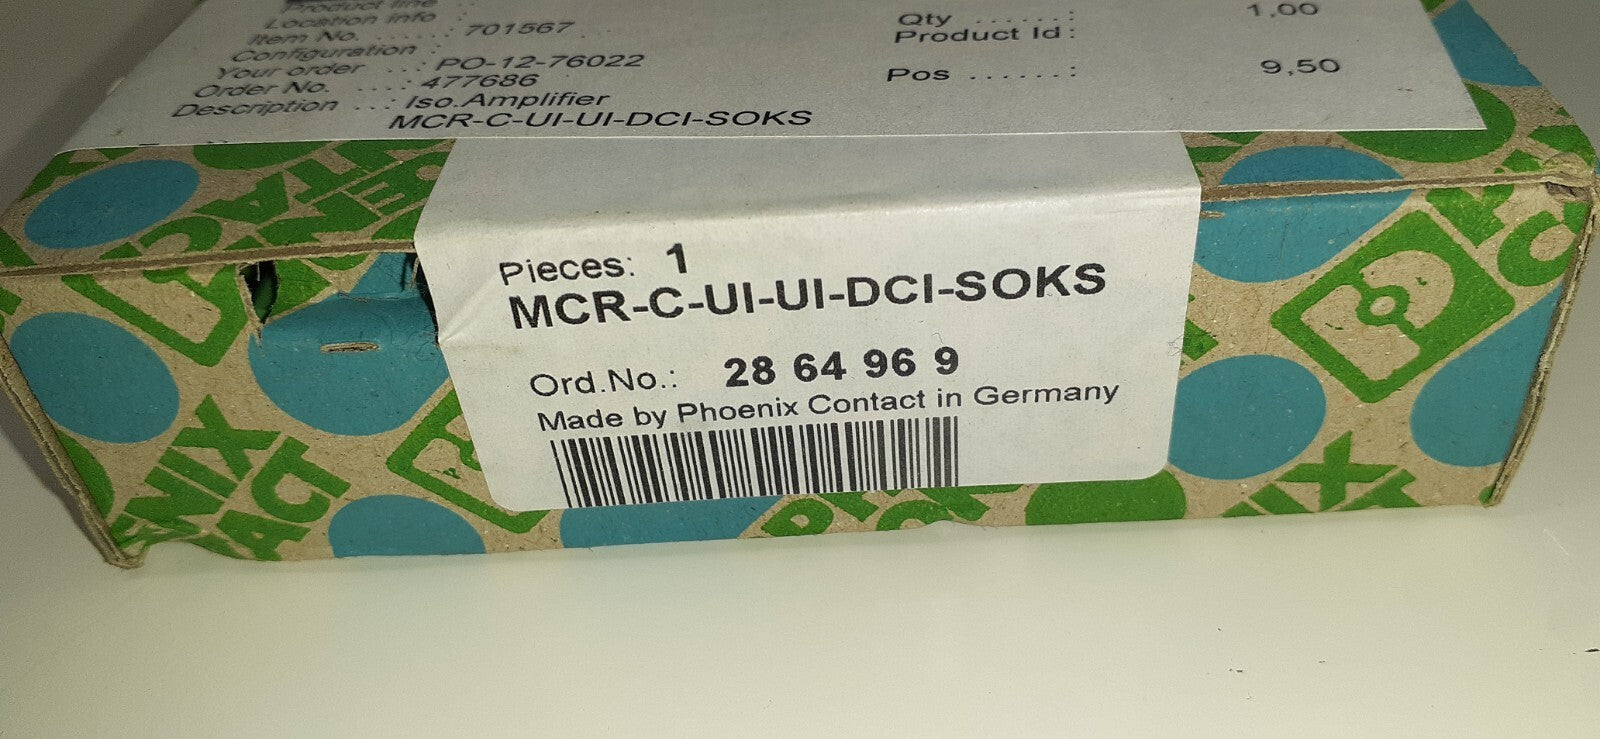 Product line :
Location info :
Item No. ...... : 701567
Configuration :
Your order ... : PO-12-76022
Order No. .... : 477686
Description ... : Iso.Amplifier
MCR-C-UI-UI-DCI-SOKS
Qty ......: 1,00
Product Id :
Pos ......: 9,50
Pieces: 1
MCR-C-UI-UI-DCI-SOKS
Ord.No.: 28 64 96 9
Made by Phoenix Contact in Germany